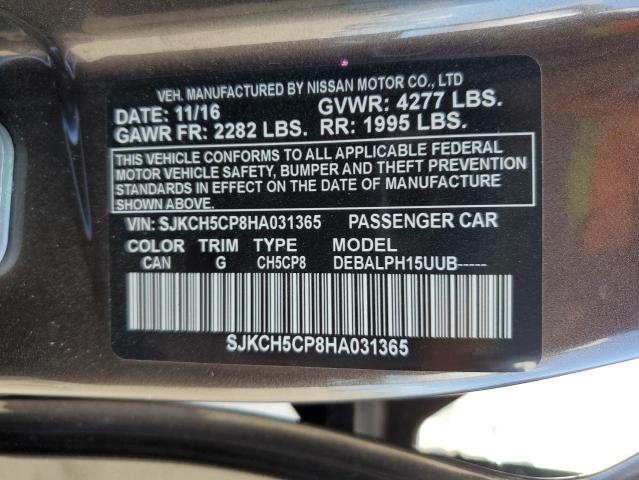 VEH. MANUFACTURED BY NISSAN MOTOR CO., LTD
DATE: 11/16 GVWR: 4277 LBS.
GAWR FR: 2282 LBS. RR: 1995 LBS.
THIS VEHICLE CONFORMS TO ALL APPLICABLE FEDERAL
MOTOR VEHICLE SAFETY, BUMPER AND THEFT PREVENTION
STANDARDS IN EFFECT ON THE DATE OF MANUFACTURE
SHOWN ABOVE.
VIN: SJKCH5CP8HA031365 PASSENGER CAR
COLOR TRIM TYPE MODEL
CAN G CH5CP8 DEBALPH15UUB-----
SJKCH5CP8HA031365